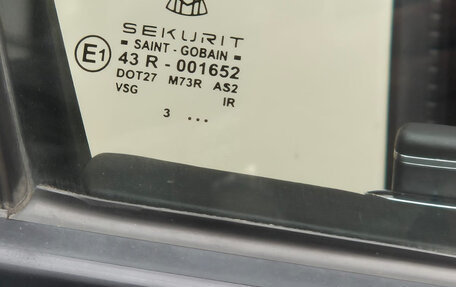 SEKURIT
SAINT - GOBAIN
E1 43 R - 001652
DOT27 M73R AS2
VSG IR
3 ...